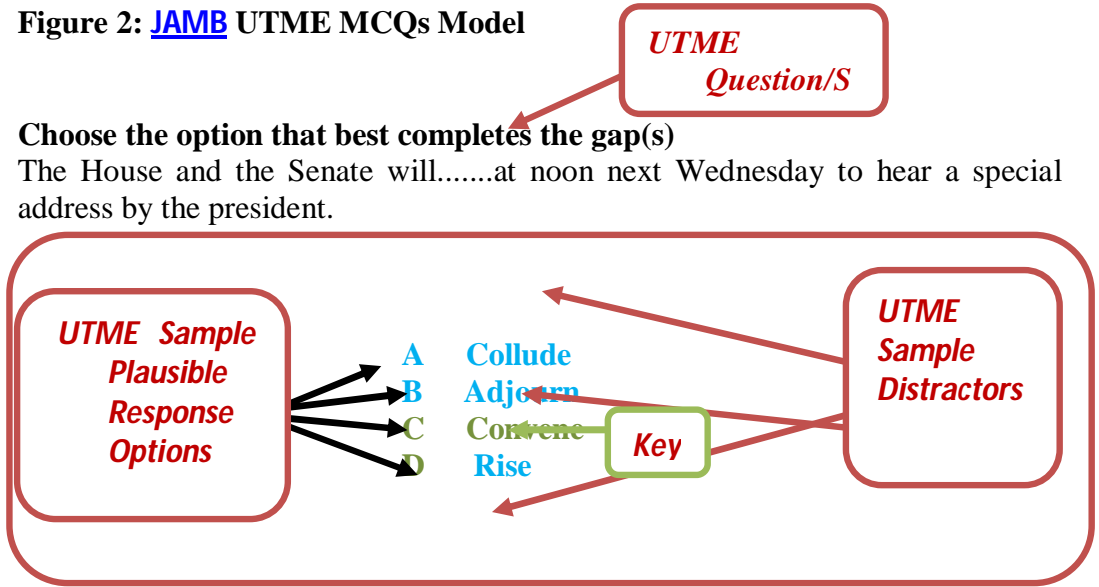 Figure 2: JAMB UTME MCQs Model
UTME
Question/S
Choose the option that best completes the gap(s)
The House and the Senate will.......at noon next Wednesday to hear a special
address by the president.
UTME Sample
Plausible
Response
Options
A Collude
B Adjourn
C Convene
D Rise
Key
UTME
Sample
Distractors